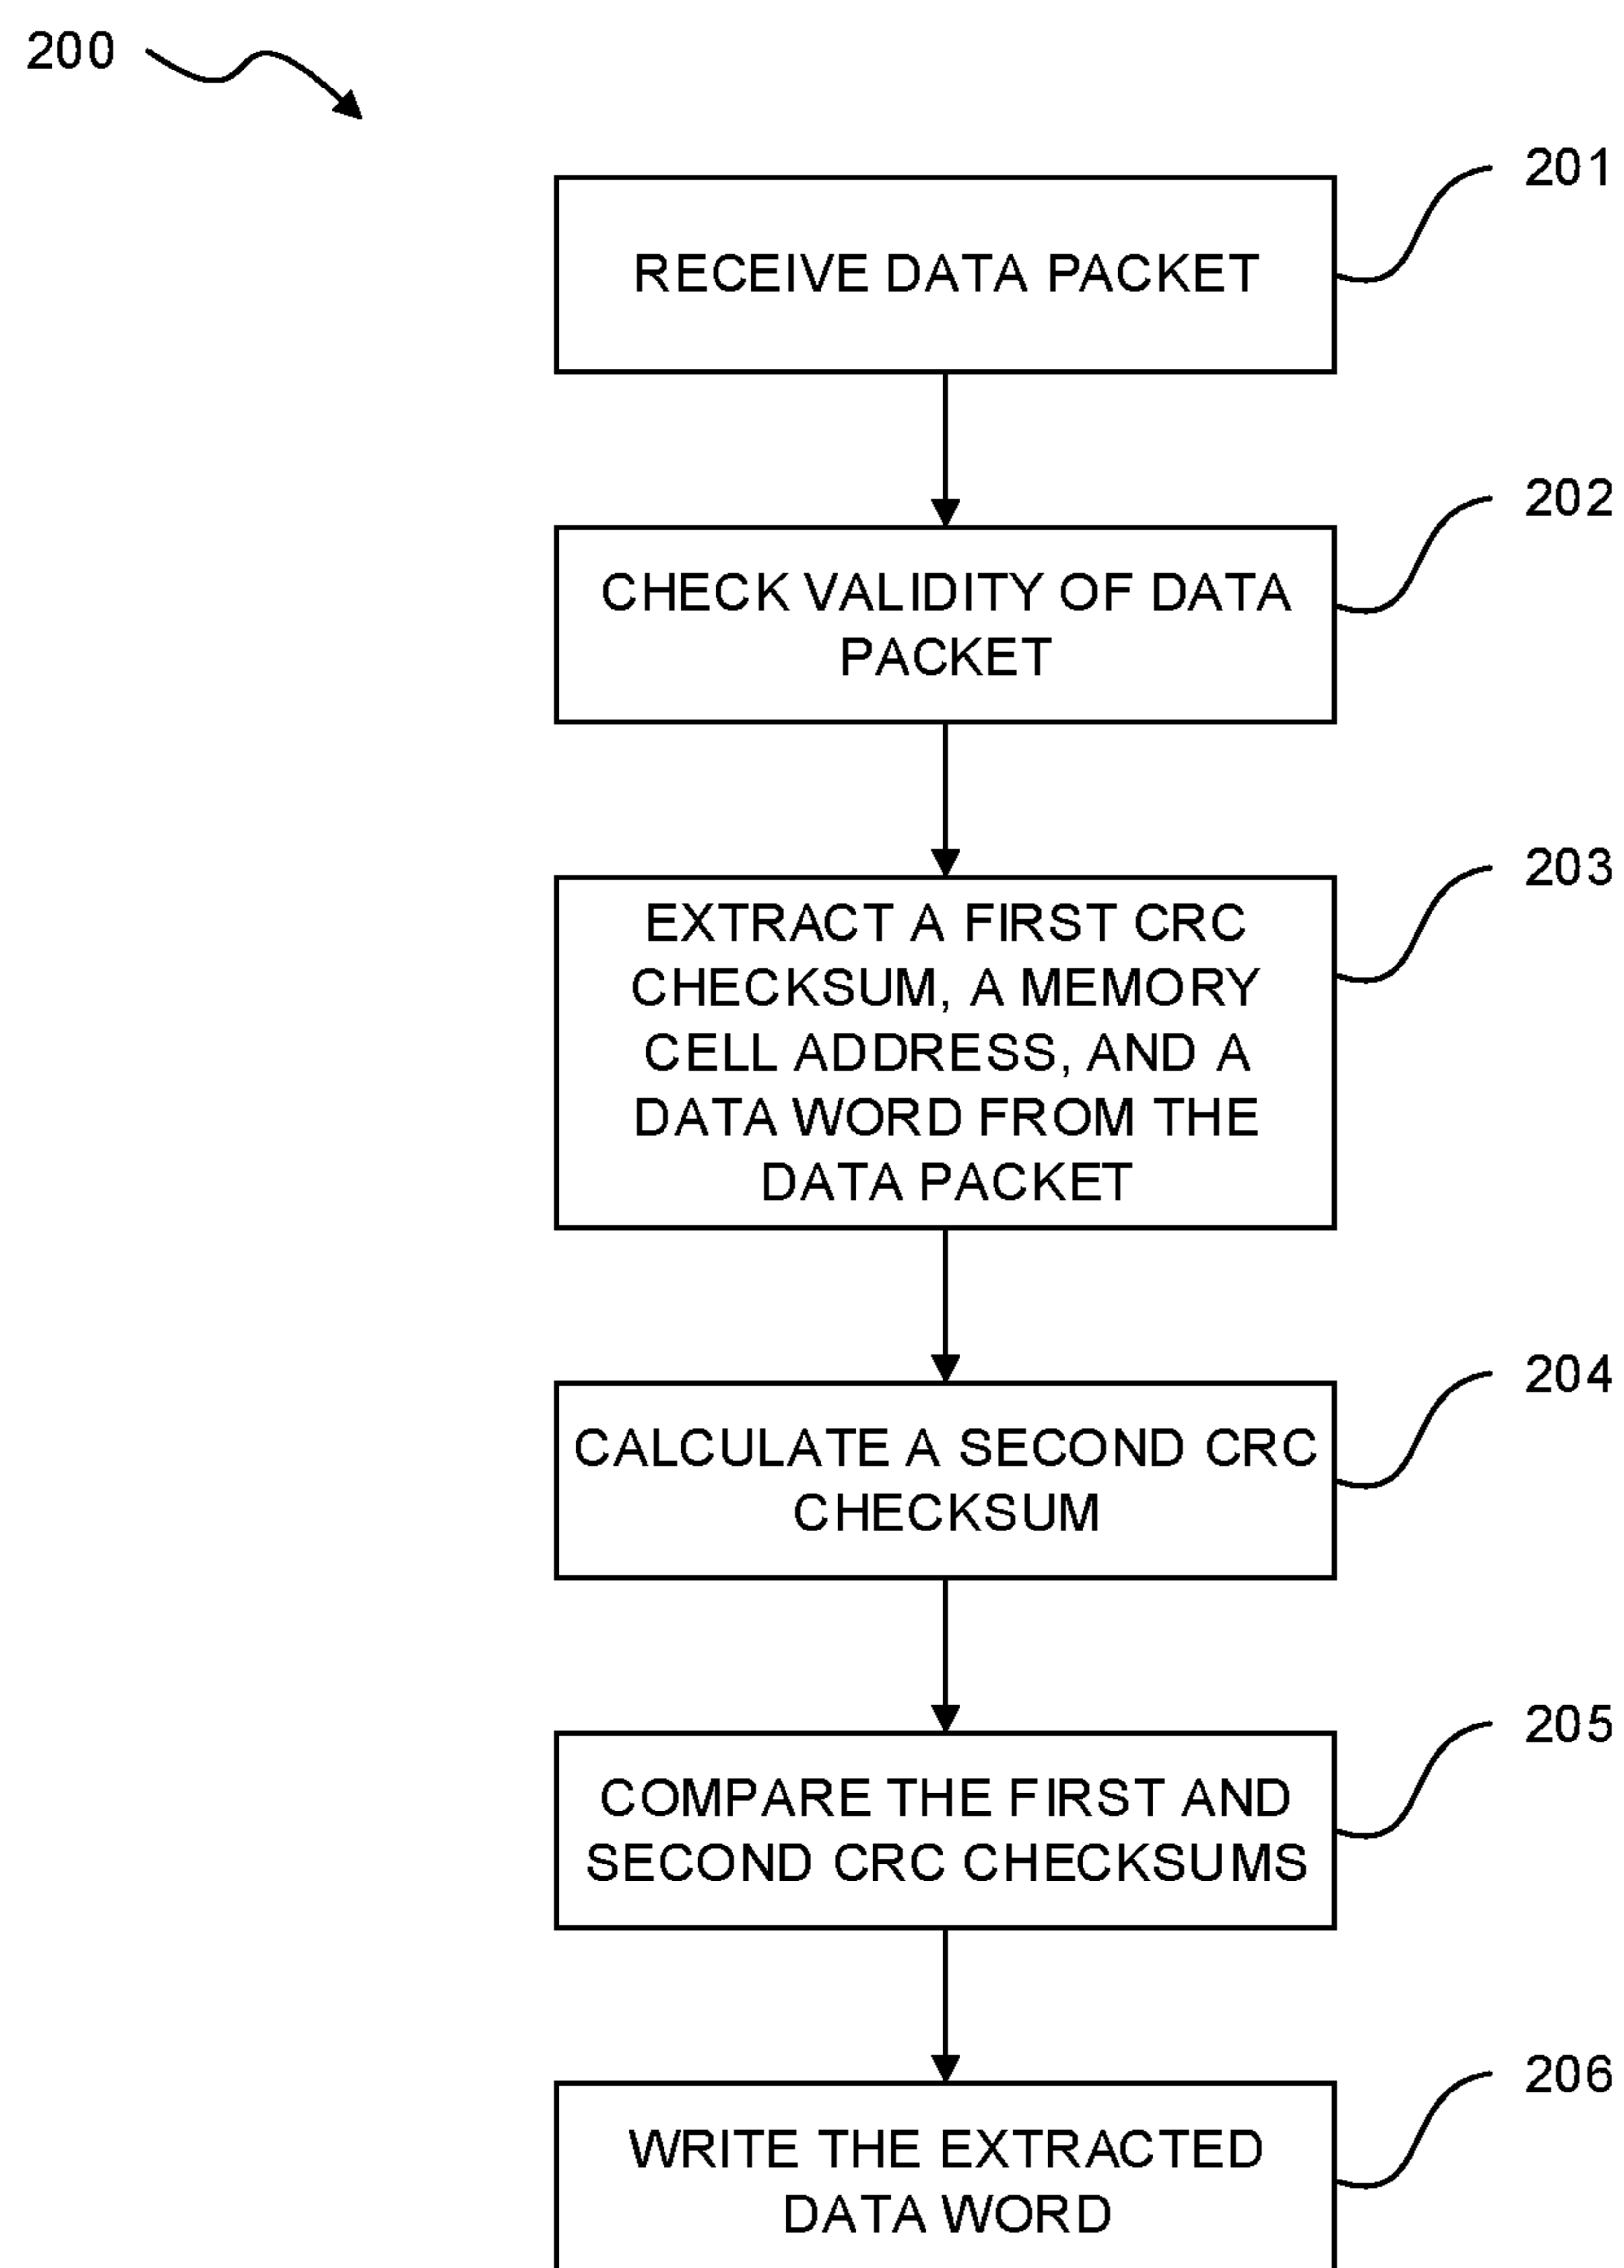 200
201
RECEIVE DATA PACKET
202
CHECK VALIDITY OF DATA
PACKET
203
EXTRACT A FIRST CRC
CHECKSUM, A MEMORY
CELL ADDRESS, AND A
DATA WORD FROM THE
DATA PACKET
204
CALCULATE A SECOND CRC
CHECKSUM
205
COMPARE THE FIRST AND
SECOND CRC CHECKSUMS
206
WRITE THE EXTRACTED
DATA WORD